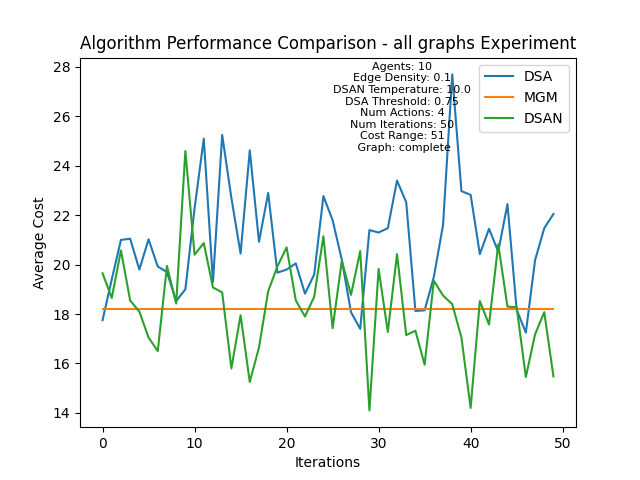 Algorithm Performance Comparison - all graphs Experiment
Agents: 10
Edge Density: 0.1
DSAN Temperature: 10.0
DSA Threshold: 0.75
Num Actions: 4
Num Iterations: 50
Cost Range: 51
Graph: complete
DSA
MGM
DSAN
Average Cost
28
26
24
22
20
18
16
14
0
10
20
30
40
50
Iterations